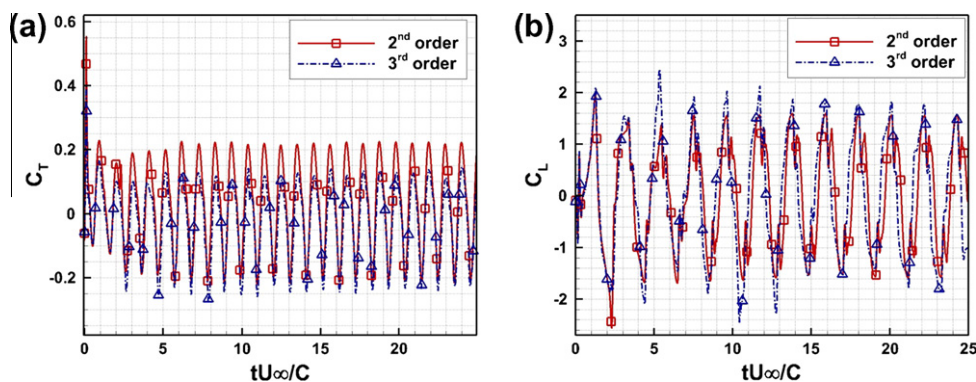 (a)
0.6
0.4
0.2
0
-0.2
C_T
2nd order
3rd order
0 5 10 15 20
tU∞/C
(b)
3
2
1
0
-1
-2
C_L
2nd order
3rd order
0 5 10 15 20 25
tU∞/C